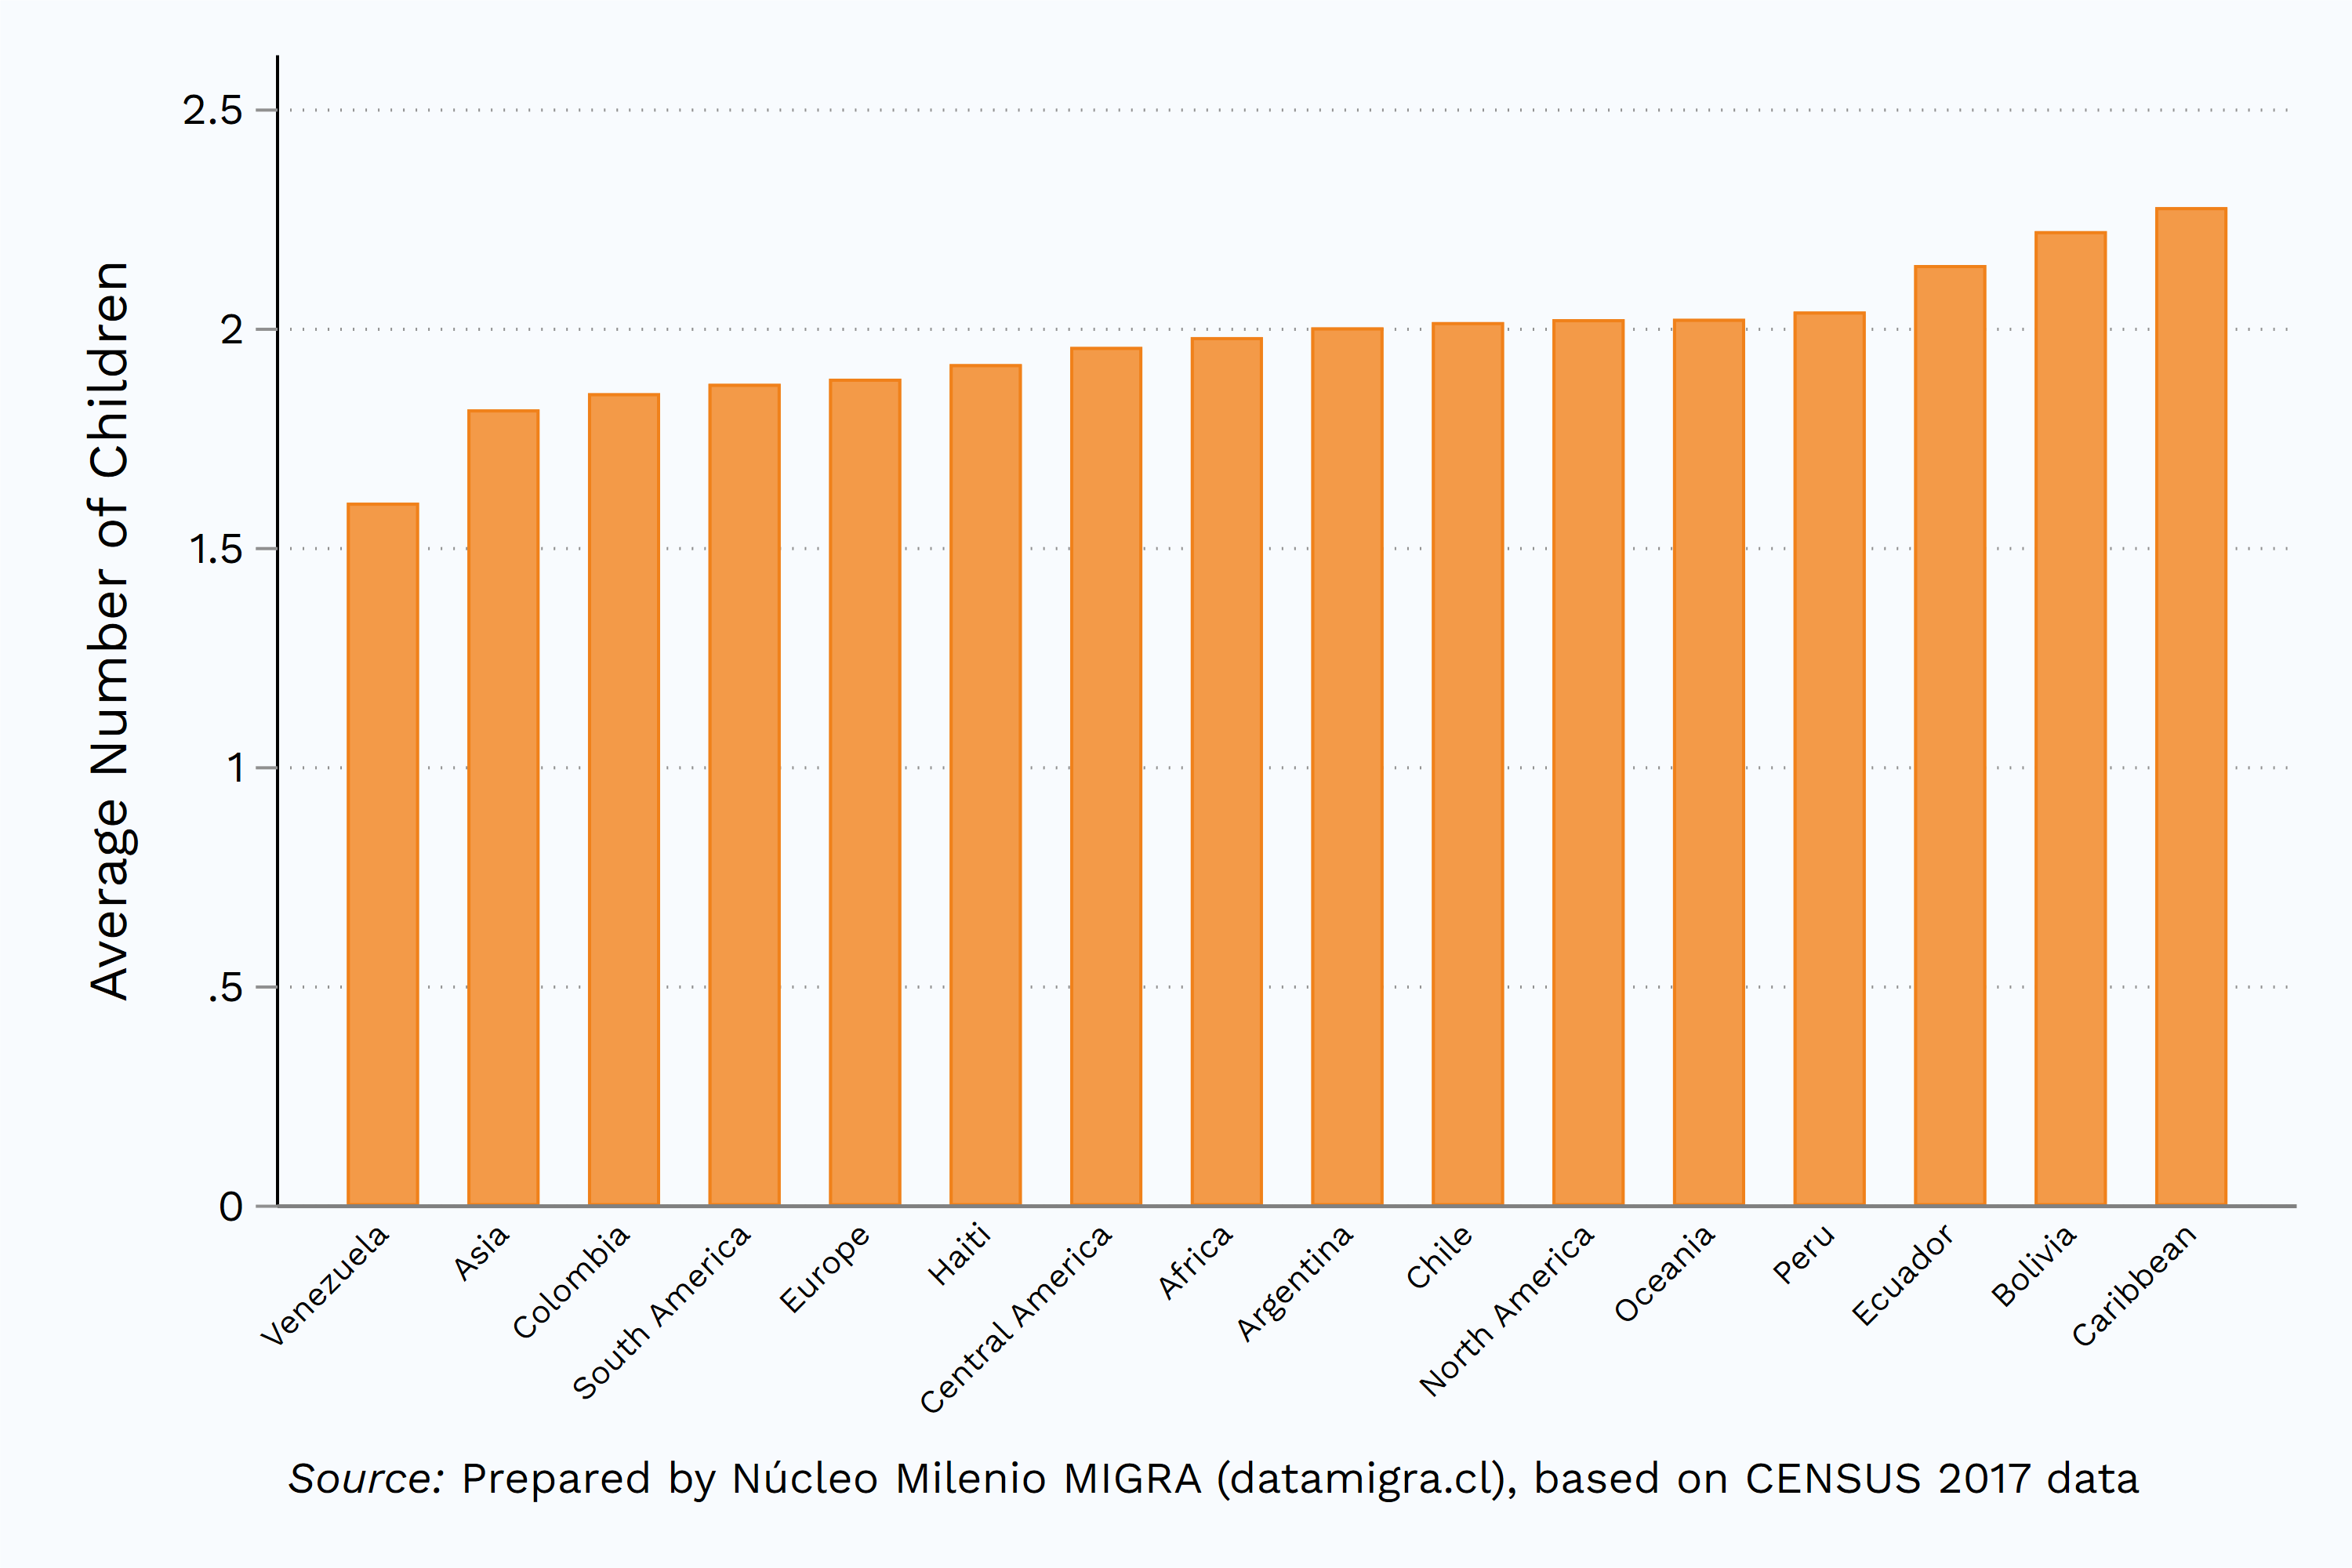 Average Number of Children
2.5
2
1.5
1
.5
0
Venezuela
Asia
Colombia
South America
Europe
Haiti
Central America
Africa
Argentina
Chile
North America
Oceania
Peru
Ecuador
Bolivia
Caribbean
Source: Prepared by Núcleo Milenio MIGRA (datamigra.cl), based on CENSUS 2017 data